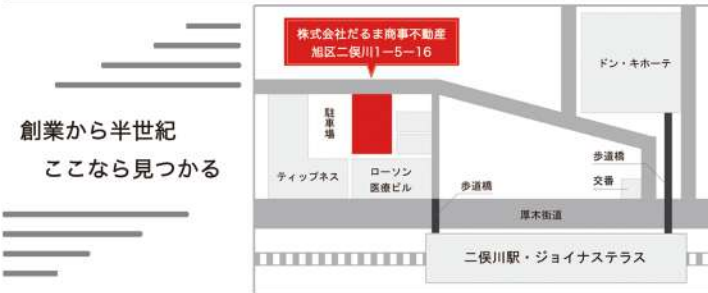 創業から半世紀
ここなら見つかる
株式会社だるま商事不動産
旭区二俣川1ー5ー16
ドン・キホーテ
駐車場
ティップネス
ローソン
医療ビル
歩道橋
歩道橋
交番
厚木街道
二俣川駅・ジョイナステラス